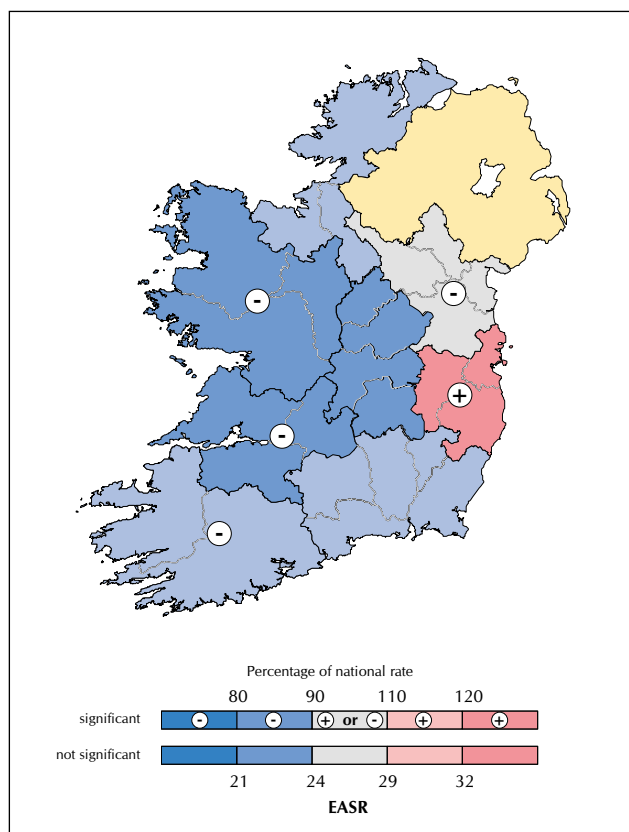 -
-
+
-
-
Percentage of national rate
80 90 110 120
significant - - + or - + +
not significant
21 24 29 32
EASR